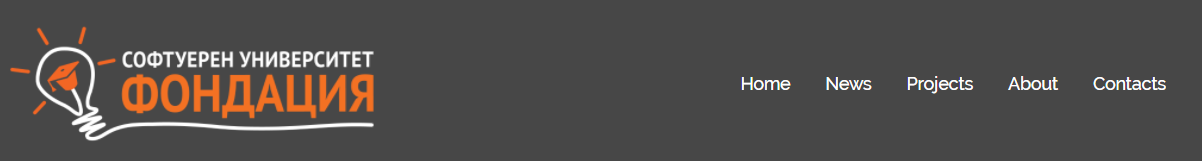 СОФТУЕРЕН УНИВЕРСИТЕТ
ФОНДАЦИЯ
Home News Projects About Contacts